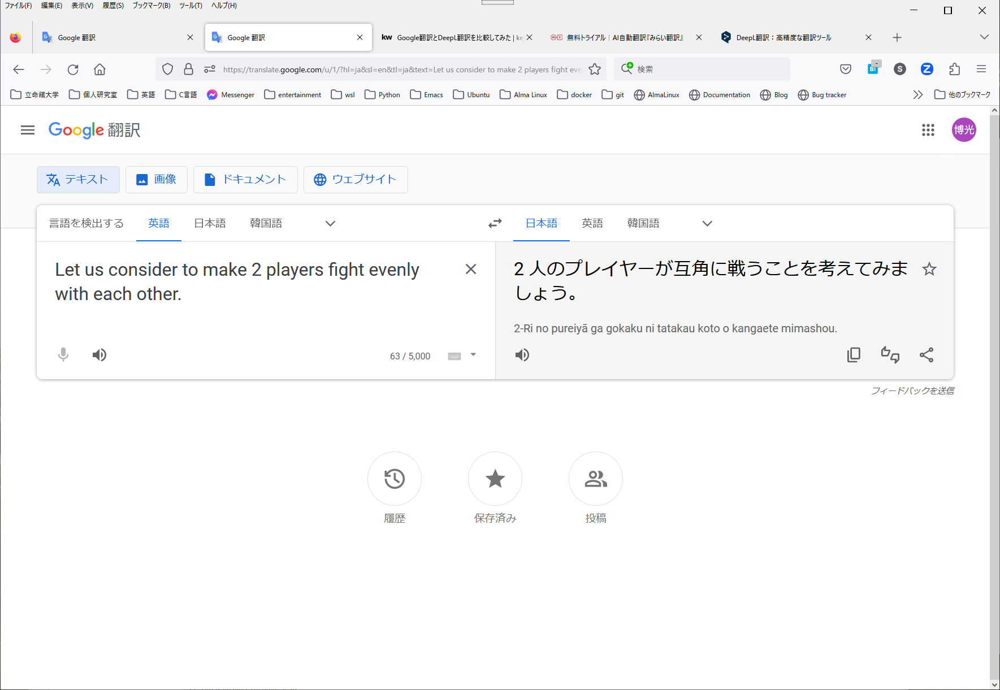 ファイル(F) 編集(E) 表示(V) 履歴(S) ブックマーク(B) ツール(T) ヘルプ(H)
Google 翻訳 Google 翻訳 kw Google翻訳とDeepL翻訳を比較してみた | ke 無料トライアル | AI自動翻訳『みらい翻訳』 DeepL翻訳：高精度な翻訳ツール
https://translate.google.com/u/1/?hl=ja&sl=en&tl=ja&text=Let us consider to make 2 players fight eve 検索
立命館大学 個人研究室 英語 C言語 Messenger entertainment wsl Python Emacs Ubuntu Alma Linux docker git AlmaLinux Documentation Blog Bug tracker 他のブックマーク
Google 翻訳 博光
テキスト 画像 ドキュメント ウェブサイト
言語を検出する 英語 日本語 韓国語 日本語 英語 韓国語
Let us consider to make 2 players fight evenly
with each other.
2 人のプレイヤーが互角に戦うことを考えてみま
しょう。
2-Ri no pureiyā ga gokaku ni tatakau koto o kangaete mimashou.
63 / 5,000
フィードバックを送信
履歴 保存済み 投稿